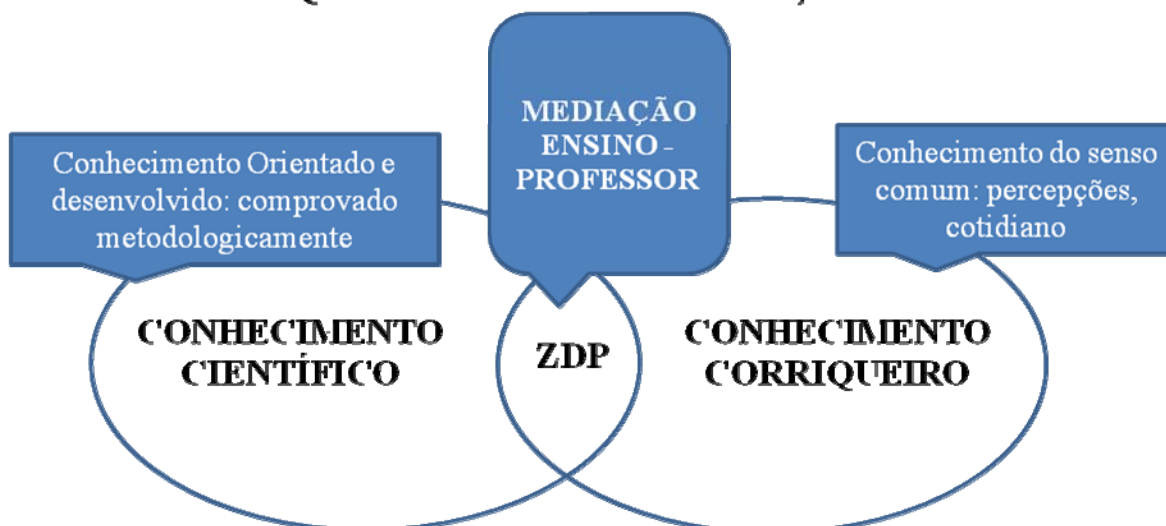 MEDIAÇÃO
ENSINO -
PROFESSOR
Conhecimento Orientado e
desenvolvido: comprovado
metodologicamente
Conhecimento do senso
comum: percepções,
cotidiano
CONHECIMENTO
CIENTÍFICO
ZDP
CONHECIMENTO
CORRIQUEIRO